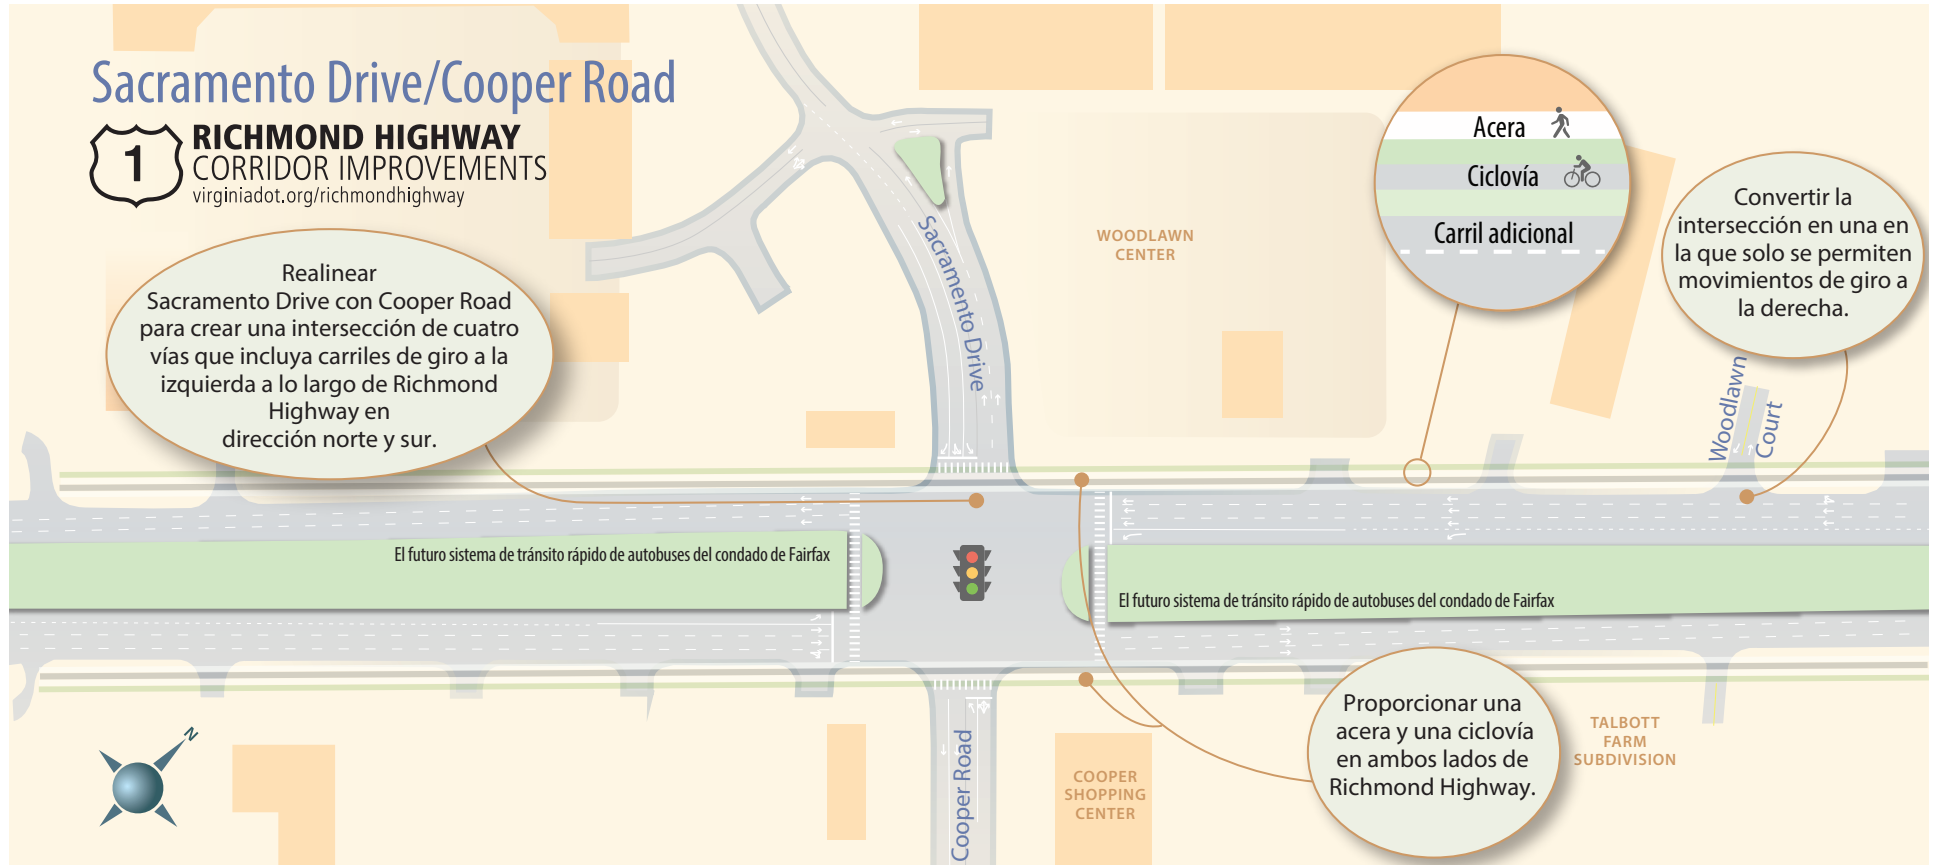 Sacramento Drive/Cooper Road
1
RICHMOND HIGHWAY
CORRIDOR IMPROVEMENTS
virginiadot.org/richmondhighway
Realinear
Sacramento Drive con Cooper Road
para crear una intersección de cuatro
vías que incluya carriles de giro a la
izquierda a lo largo de Richmond
Highway en
dirección norte y sur.
Sacramento Drive
WOODLAWN
CENTER
Acera
Ciclovía
Carril adicional
Convertir la
intersección en una en
la que solo se permiten
movimientos de giro a
la derecha.
Woodlawn
Court
El futuro sistema de tránsito rápido de autobuses del condado de Fairfax
El futuro sistema de tránsito rápido de autobuses del condado de Fairfax
N
Cooper Road
COOPER
SHOPPING
CENTER
Proporcionar una
acera y una ciclovía
en ambos lados de
Richmond Highway.
TALBOTT
FARM
SUBDIVISION